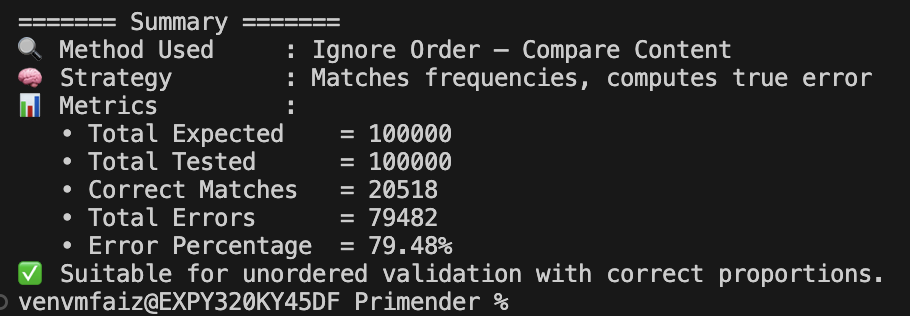 ======= Summary =======
🔍 Method Used     : Ignore Order – Compare Content
🧠 Strategy        : Matches frequencies, computes true error
📊 Metrics         :
   • Total Expected    = 100000
   • Total Tested      = 100000
   • Correct Matches   = 20518
   • Total Errors      = 79482
   • Error Percentage  = 79.48%
✅ Suitable for unordered validation with correct proportions.
venvmfaiz@EXPY320KY45DF Primender %